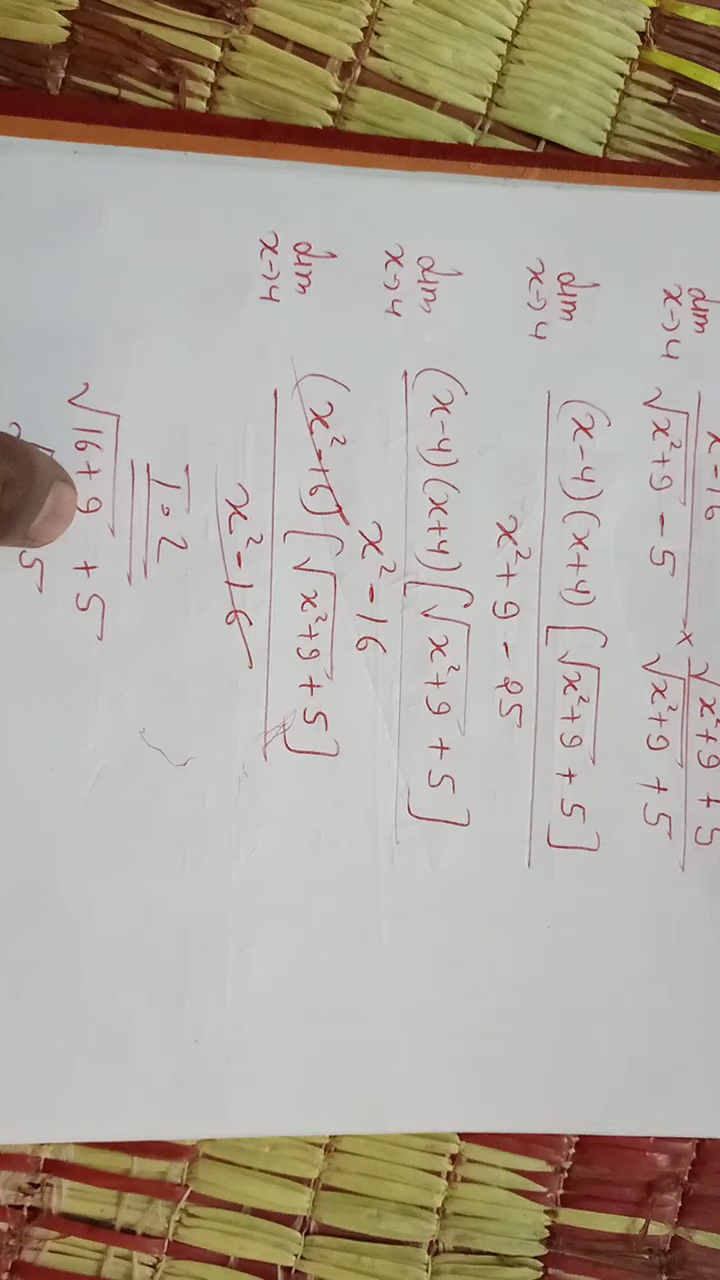 lim x→4 x-16 / √x²+9 - 5 × √x²+9 + 5 / √x²+9 + 5
lim x→4 (x-4)(x+4)[√x²+9 + 5] / x²+9 - 25
lim x→4 (x-4)(x+4)[√x²+9 + 5] / x²-16
lim x→4 (x²-16)[√x²+9 + 5] / x²-16
√16+9 + 5
5